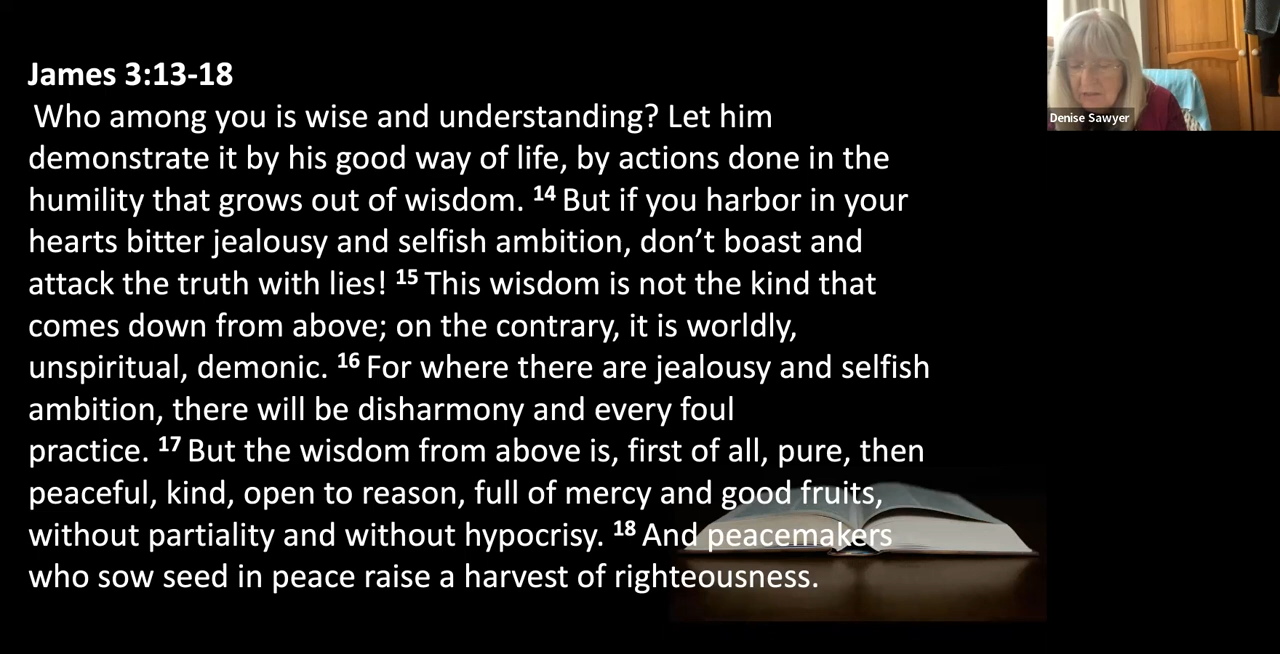 James 3:13-18
Who among you is wise and understanding? Let him
demonstrate it by his good way of life, by actions done in the
humility that grows out of wisdom. 14 But if you harbor in your
hearts bitter jealousy and selfish ambition, don’t boast and
attack the truth with lies! 15 This wisdom is not the kind that
comes down from above; on the contrary, it is worldly,
unspiritual, demonic. 16 For where there are jealousy and selfish
ambition, there will be disharmony and every foul
practice. 17 But the wisdom from above is, first of all, pure, then
peaceful, kind, open to reason, full of mercy and good fruits,
without partiality and without hypocrisy. 18 And peacemakers
who sow seed in peace raise a harvest of righteousness.
Denise Sawyer